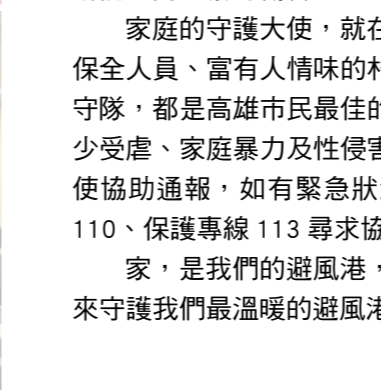 家庭的守護大使，就在
保全人員、富有人情味的
守隊，都是高雄市民最佳的
少受虐、家庭暴力及性侵害
使協助通報，如有緊急狀
110、保護專線 113 尋求協
家，是我們的避風港，
來守護我們最溫暖的避風港